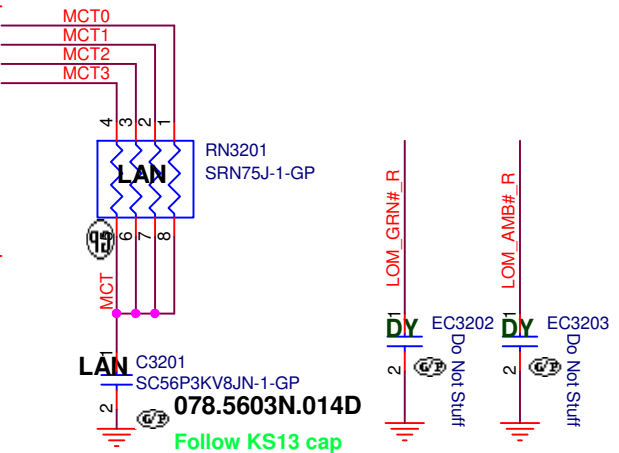 MCT0
MCT1
MCT2
MCT3
4 3 2 1
RN3201
SRN75J-1-GP
LAN
5 6 7 8
MCT
LAN
1
C3201
SC56P3KV8JN-1-GP
2
G/P
078.5603N.014D
Follow KS13 cap
LOM_GRN#_R
1
DY
EC3202
2
G/P
Do Not Stuff
LOM_AMB#_R
1
DY
EC3203
2
G/P
Do Not Stuff